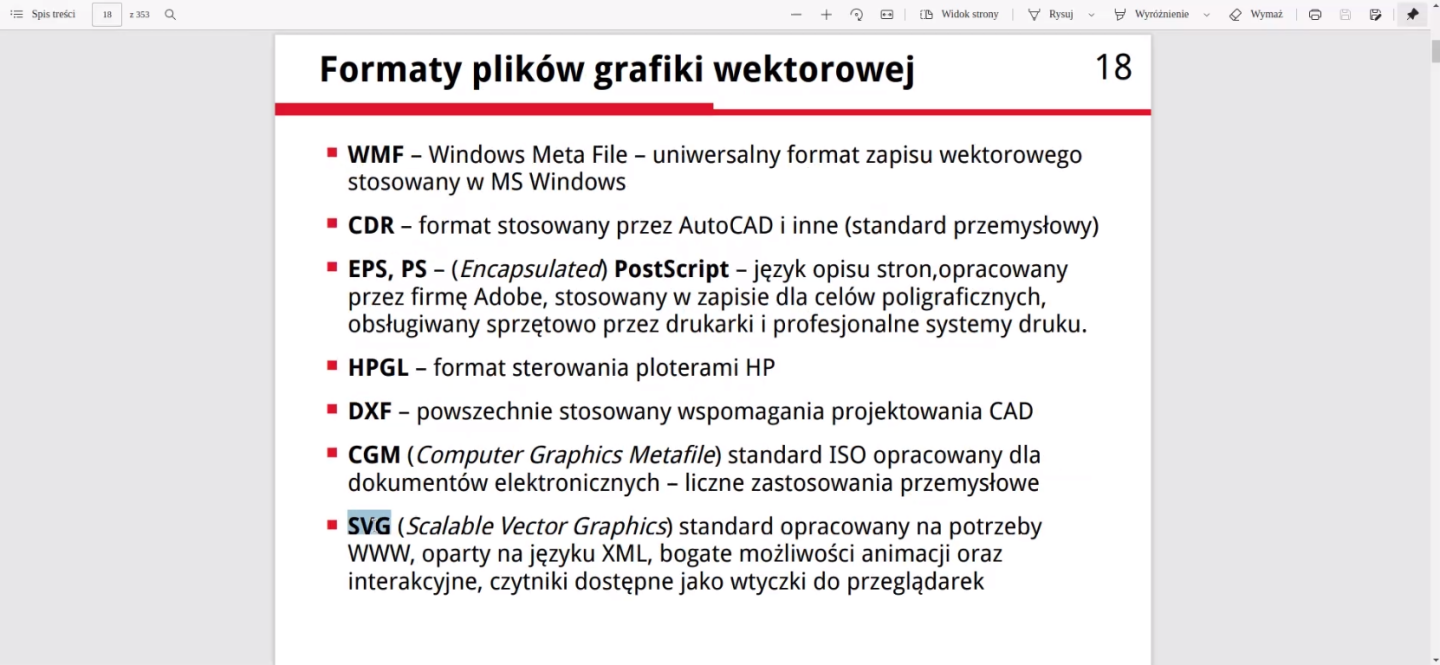 Spis treści 18 z 353 Widok strony Rysuj Wyróżnienie Wymaż
Formaty plików grafiki wektorowej 18
WMF – Windows Meta File – uniwersalny format zapisu wektorowego
stosowany w MS Windows
CDR – format stosowany przez AutoCAD i inne (standard przemysłowy)
EPS, PS – (Encapsulated) PostScript – język opisu stron,opracowany
przez firmę Adobe, stosowany w zapisie dla celów poligraficznych,
obsługiwany sprzętowo przez drukarki i profesjonalne systemy druku.
HPGL – format sterowania ploterami HP
DXF – powszechnie stosowany wspomagania projektowania CAD
CGM (Computer Graphics Metafile) standard ISO opracowany dla
dokumentów elektronicznych – liczne zastosowania przemysłowe
SVG (Scalable Vector Graphics) standard opracowany na potrzeby
WWW, oparty na języku XML, bogate możliwości animacji oraz
interakcyjne, czytniki dostępne jako wtyczki do przeglądarek